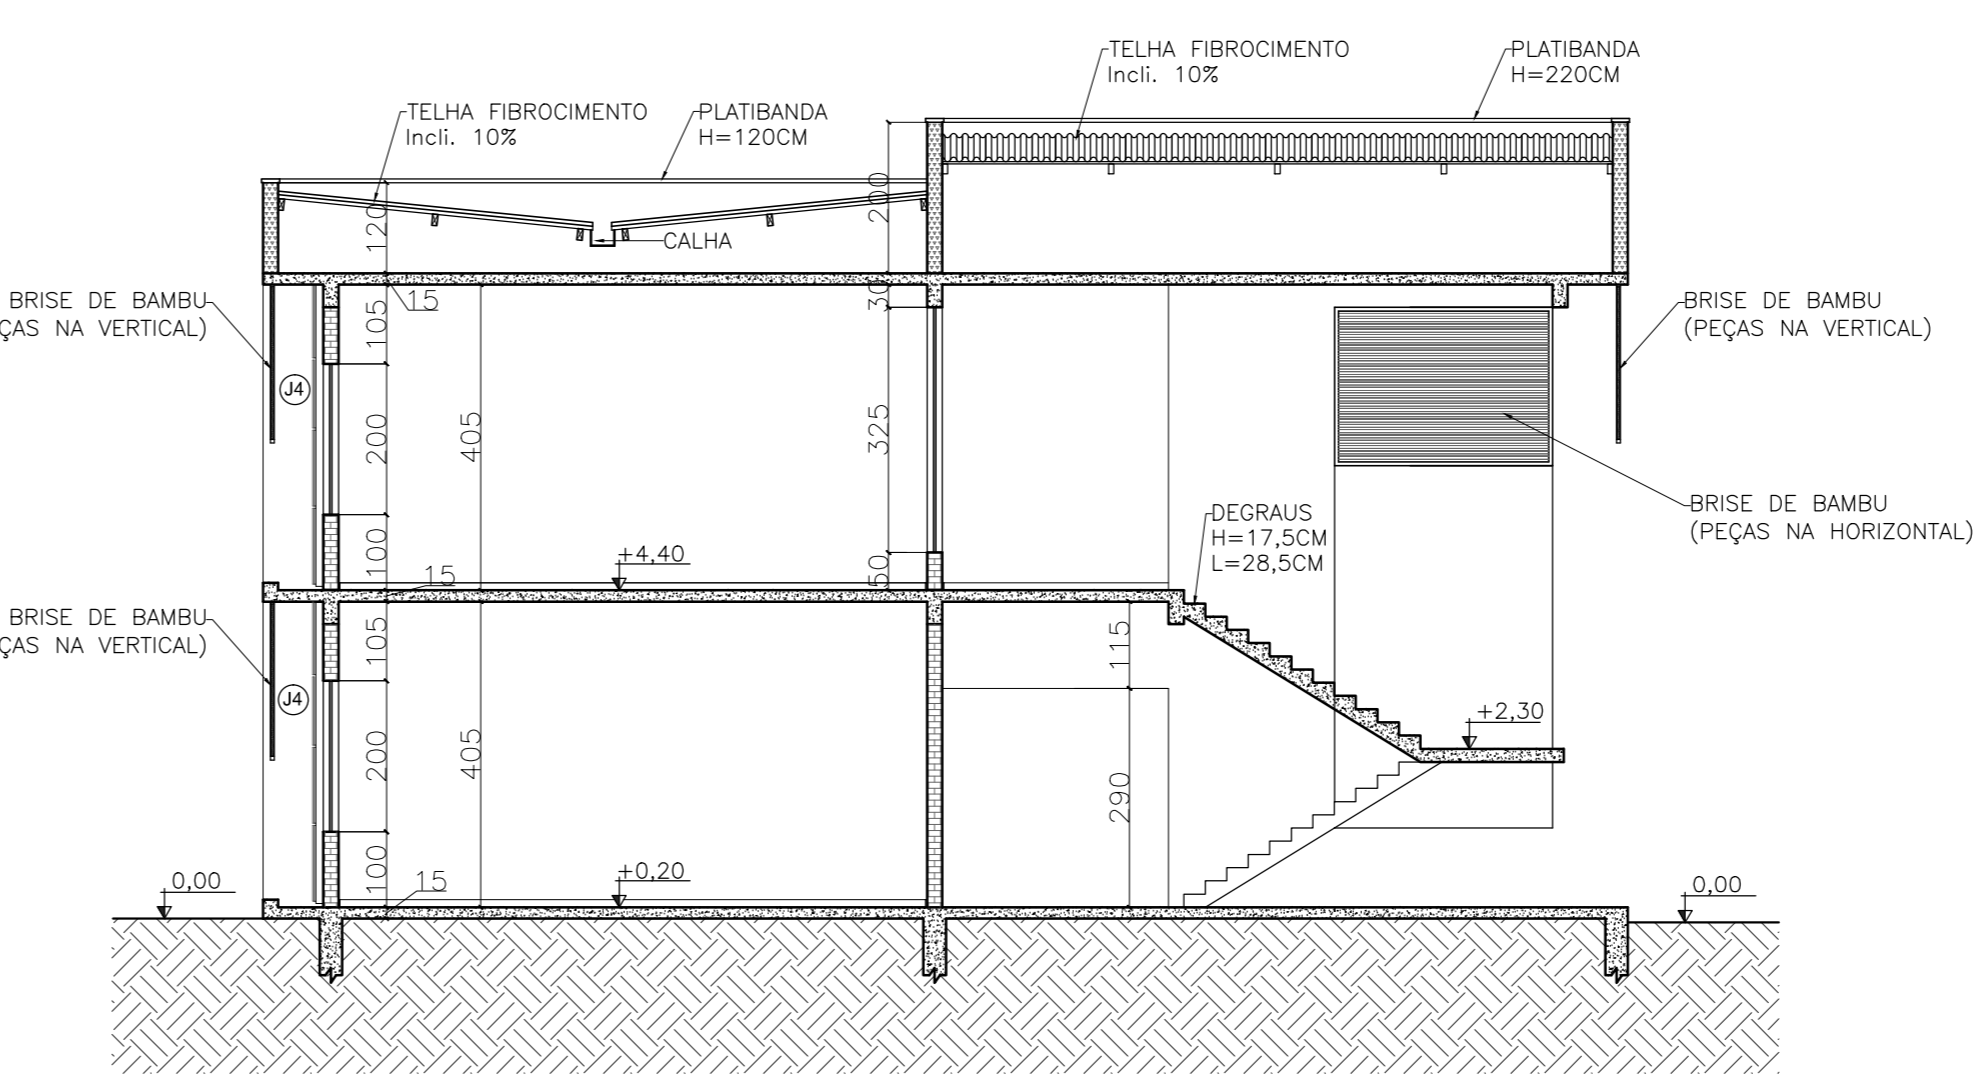 TELHA FIBROCIMENTO
Incli. 10%
PLATIBANDA
H=220CM
TELHA FIBROCIMENTO
Incli. 10%
PLATIBANDA
H=120CM
200
120
CALHA
BRISE DE BAMBU
ÇAS NA VERTICAL)
15
30
105
BRISE DE BAMBU
(PEÇAS NA VERTICAL)
J4
200
405
325
BRISE DE BAMBU
(PEÇAS NA HORIZONTAL)
DEGRAUS
H=17,5CM
L=28,5CM
100
15
+4,40
50
BRISE DE BAMBU
ÇAS NA VERTICAL)
105
115
J4
200
405
+2,30
290
0,00
100
15
+0,20
0,00